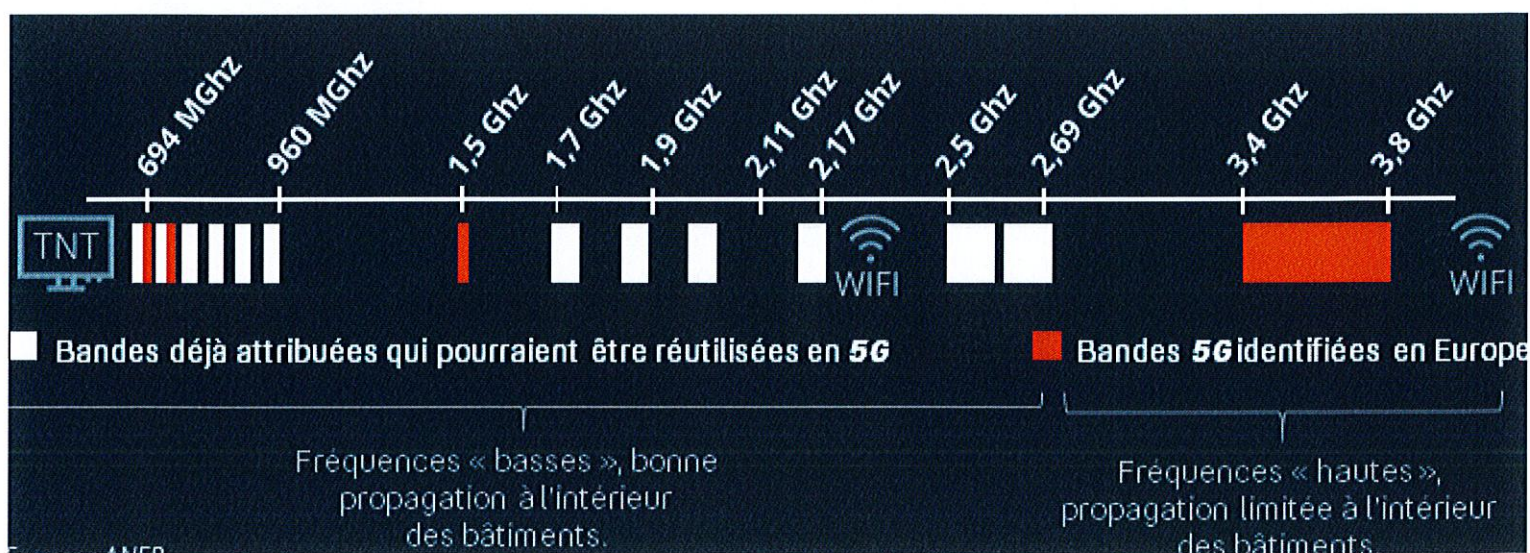 694 MGhz
960 MGhz
1,5 Ghz
1,7 Ghz
1,9 Ghz
2,11 Ghz
2,17 Ghz
2,5 Ghz
2,69 Ghz
3,4 Ghz
3,8 Ghz
TNT
WIFI
WIFI
Bandes déjà attribuées qui pourraient être réutilisées en 5G
Bandes 5G identifiées en Europe
Fréquences « basses », bonne
propagation à l'intérieur
des bâtiments.
Fréquences « hautes »,
propagation limitée à l'intérieur
des bâtiments.
ANFR